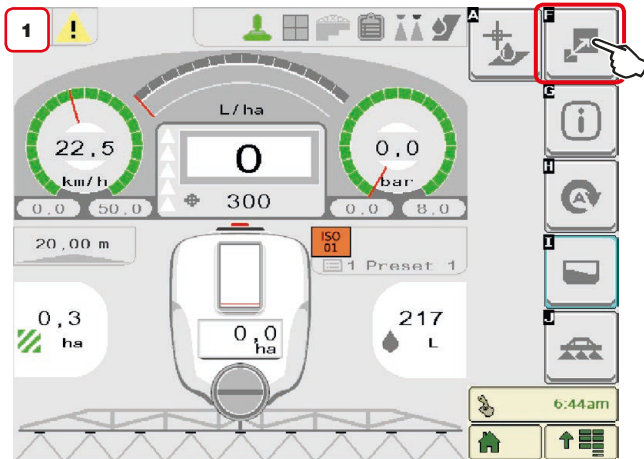 1
A
F
L/ha
G
22,5
km/h
0
0,0
bar
300
0,0 50,0
0,0 8,0
H
A
20,00 m
ISO
01
1 Preset 1
I
0,3
ha
0,0
ha
217
L
J
6:44am